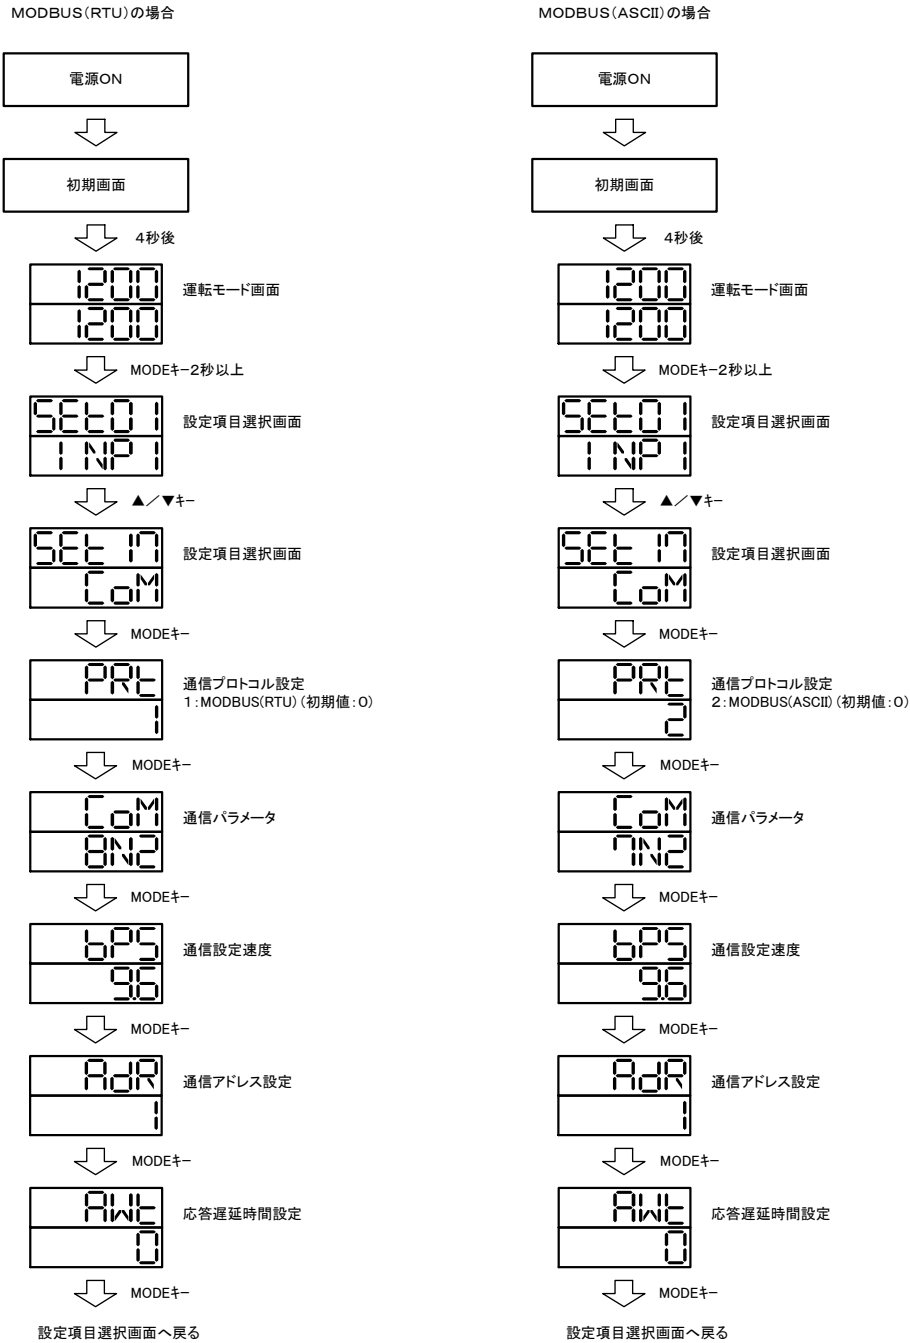 MODBUS(RTU)の場合
電源ON
初期画面
4秒後
1200
1200
運転モード画面
MODEキー2秒以上
SEt01
INP1
設定項目選択画面
▲/▼キー
SEt17
CoM
設定項目選択画面
MODEキー
PRt
1
通信プロトコル設定
1:MODBUS(RTU)(初期値:0)
MODEキー
CoM
8N2
通信パラメータ
MODEキー
bPS
9.6
通信設定速度
MODEキー
AdR
1
通信アドレス設定
MODEキー
AWt
0
応答遅延時間設定
MODEキー
設定項目選択画面へ戻る
MODBUS(ASCII)の場合
電源ON
初期画面
4秒後
1200
1200
運転モード画面
MODEキー2秒以上
SEt01
INP1
設定項目選択画面
▲/▼キー
SEt17
CoM
設定項目選択画面
MODEキー
PRt
2
通信プロトコル設定
2:MODBUS(ASCII)(初期値:0)
MODEキー
CoM
7N2
通信パラメータ
MODEキー
bPS
9.6
通信設定速度
MODEキー
AdR
1
通信アドレス設定
MODEキー
AWt
0
応答遅延時間設定
MODEキー
設定項目選択画面へ戻る